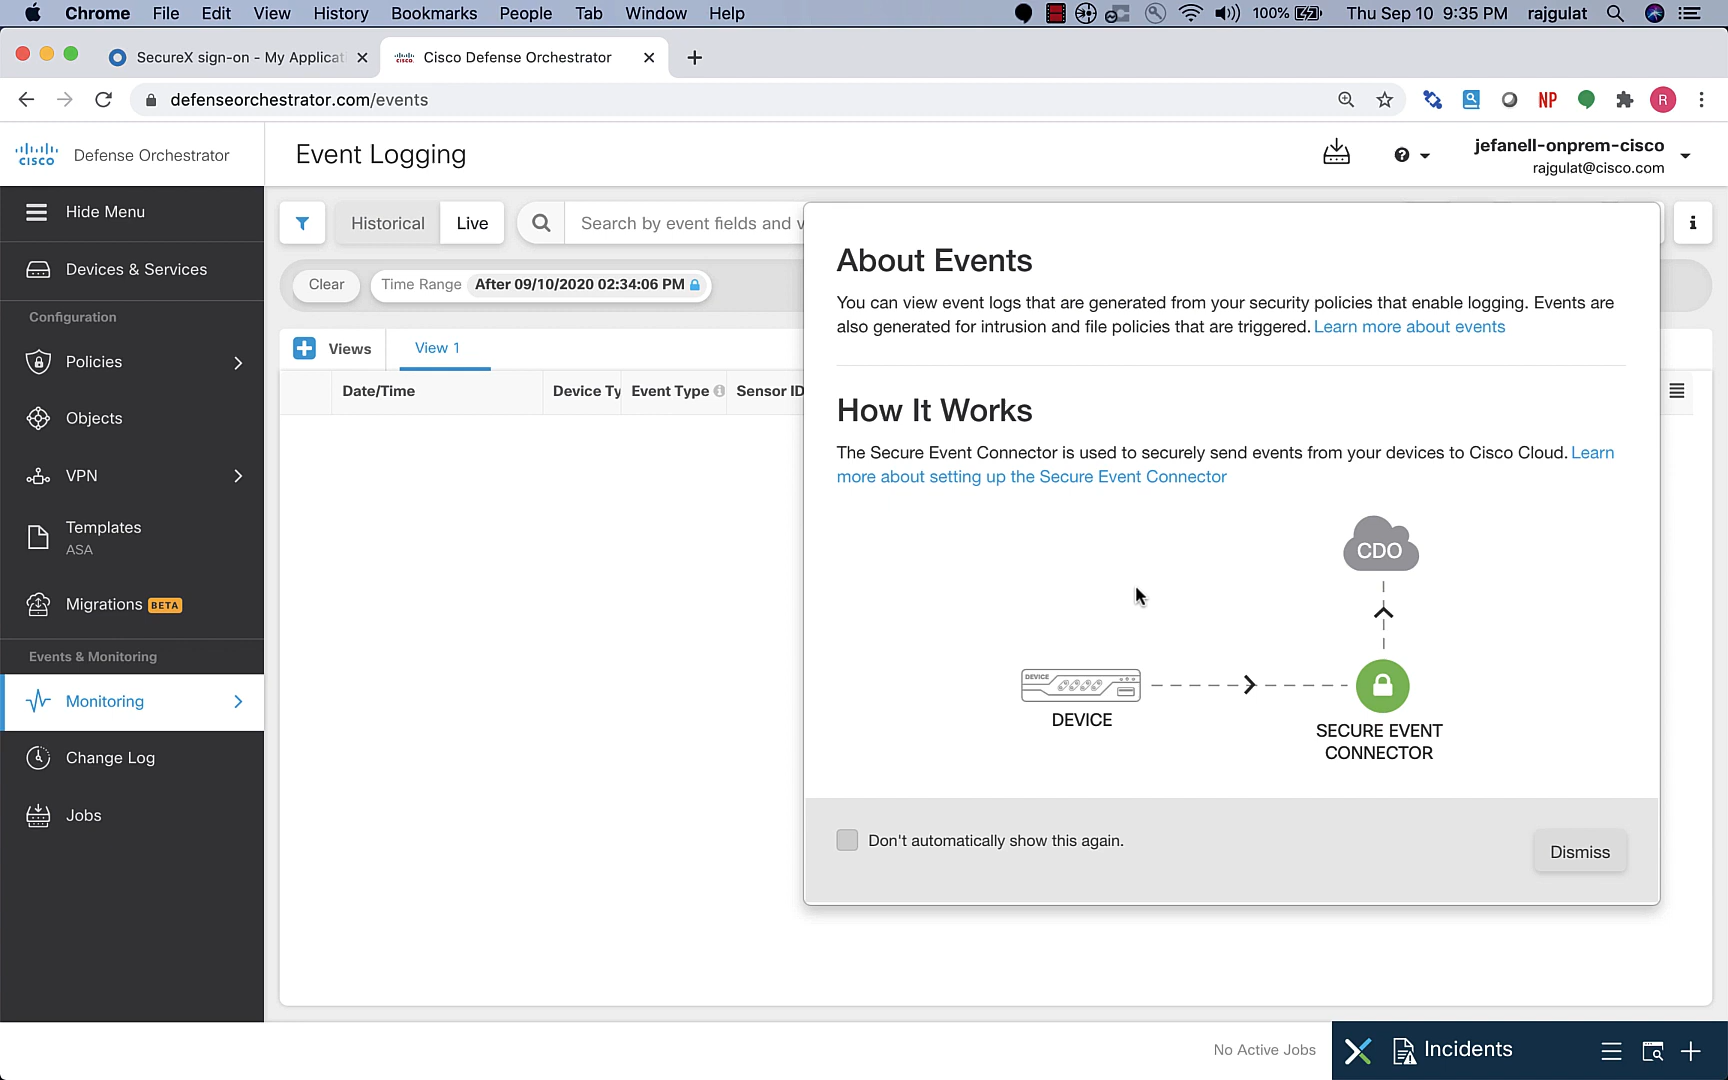 Chrome File Edit View History Bookmarks People Tab Window Help 100% Thu Sep 10 9:35 PM rajgulat
SecureX sign-on - My Applicati
Cisco Defense Orchestrator
defenseorchestrator.com/events
NP
R
CISCO Defense Orchestrator
Event Logging
jefanell-onprem-cisco
rajgulat@cisco.com
Hide Menu
Devices & Services
Configuration
Policies
Objects
VPN
Templates
ASA
Migrations BETA
Events & Monitoring
Monitoring
Change Log
Jobs
Historical Live Search by event fields and v
Clear Time Range After 09/10/2020 02:34:06 PM
Views View 1
Date/Time Device Ty Event Type Sensor ID
About Events
You can view event logs that are generated from your security policies that enable logging. Events are
also generated for intrusion and file policies that are triggered. Learn more about events
How It Works
The Secure Event Connector is used to securely send events from your devices to Cisco Cloud. Learn
more about setting up the Secure Event Connector
CDO
DEVICE
DEVICE
SECURE EVENT
CONNECTOR
Don't automatically show this again.
Dismiss
No Active Jobs
Incidents